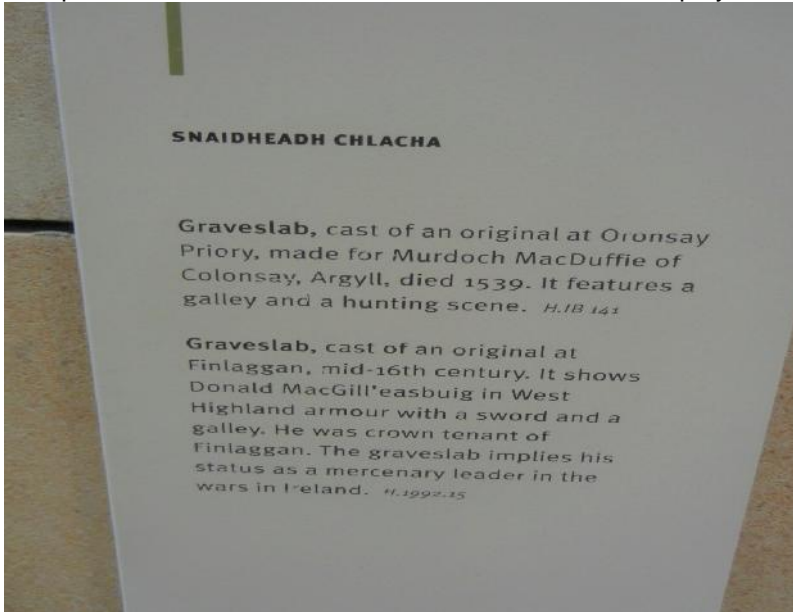 SNAIDHEADH CHLACHA
Graveslab, cast of an original at Oronsay
Priory, made for Murdoch MacDuffie of
Colonsay, Argyll, died 1539. It features a
galley and a hunting scene. H.IB 141
Graveslab, cast of an original at
Finlaggan, mid-16th century. It shows
Donald MacGill'easbuig in West
Highland armour with a sword and a
galley. He was crown tenant of
Finlaggan. The graveslab implies his
status as a mercenary leader in the
wars in Ireland. H.1992.15